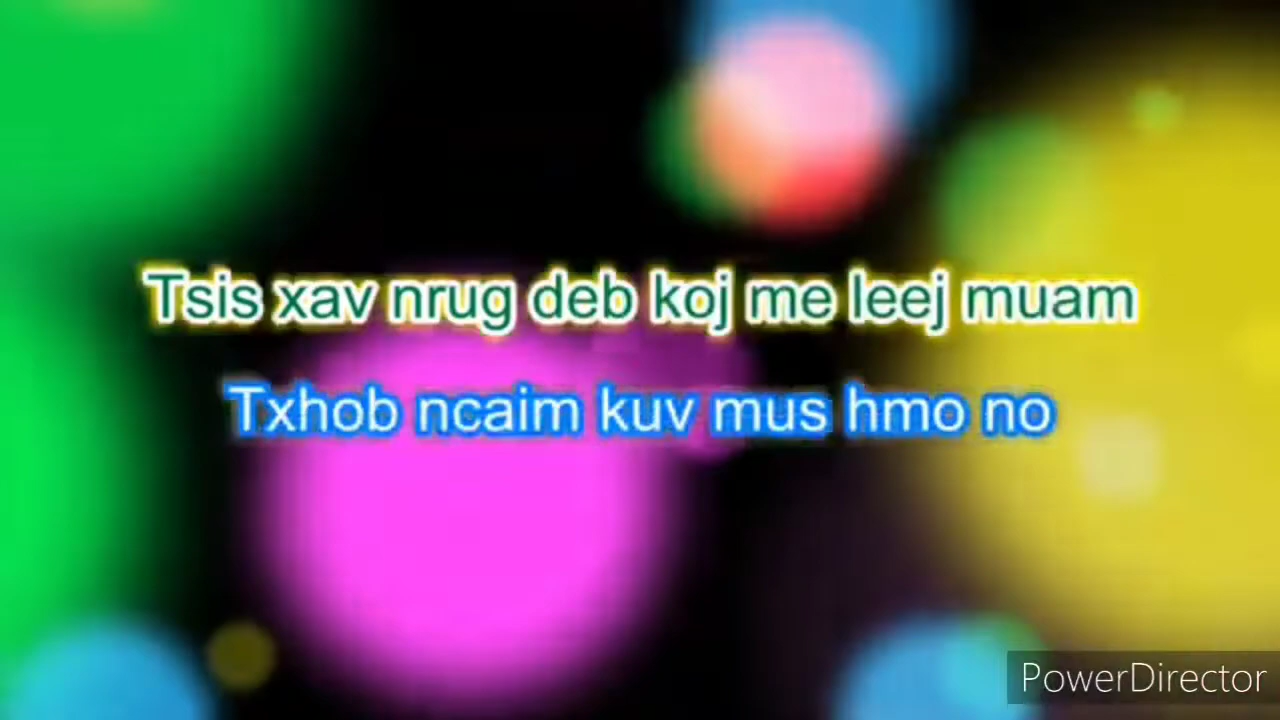 Tsis xav nrug deb koj me leej muam
Txhob ncaim kuv mus hmo no
PowerDirector